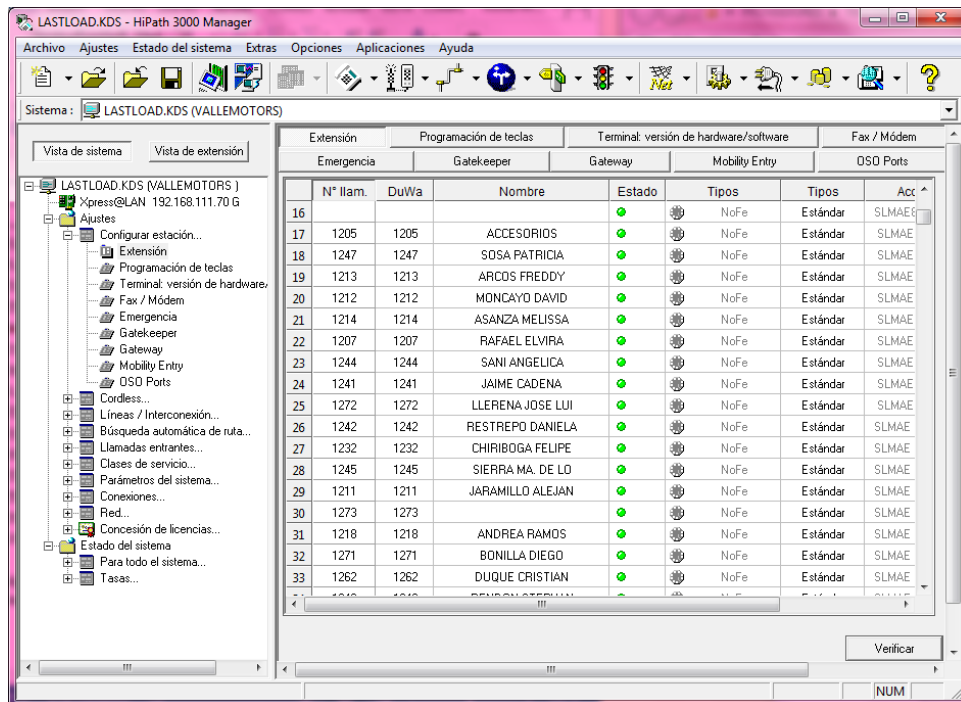 LASTLOAD.KDS - HiPath 3000 Manager
Archivo Ajustes Estado del sistema Extras Opciones Aplicaciones Ayuda
Net
Sistema : LASTLOAD.KDS (VALLEMOTORS)
Vista de sistema Vista de extensión
LASTLOAD.KDS (VALLEMOTORS )
Xpress@LAN 192.168.111.70 G
Ajustes
Configurar estación...
Extensión
Programación de teclas
Terminal: versión de hardware/
Fax / Módem
Emergencia
Gatekeeper
Gateway
Mobility Entry
OSO Ports
Cordless...
Líneas / Interconexión...
Búsqueda automática de ruta...
Llamadas entrantes...
Clases de servicio...
Parámetros del sistema...
Conexiones...
Red...
Concesión de licencias...
Estado del sistema
Para todo el sistema...
Tasas...
Extensión Programación de teclas Terminal: versión de hardware/software Fax / Módem
Emergencia Gatekeeper Gateway Mobility Entry OSO Ports
N° llam. DuWa Nombre Estado Tipos Tipos Acc
16 NoFe Estándar SLMAE8
17 1205 1205 ACCESORIOS NoFe Estándar SLMAE
18 1247 1247 SOSA PATRICIA NoFe Estándar SLMAE
19 1213 1213 ARCOS FREDDY NoFe Estándar SLMAE
20 1212 1212 MONCAYO DAVID NoFe Estándar SLMAE
21 1214 1214 ASANZA MELISSA NoFe Estándar SLMAE
22 1207 1207 RAFAEL ELVIRA NoFe Estándar SLMAE
23 1244 1244 SANI ANGELICA NoFe Estándar SLMAE
24 1241 1241 JAIME CADENA NoFe Estándar SLMAE
25 1272 1272 LLERENA JOSE LUI NoFe Estándar SLMAE
26 1242 1242 RESTREPO DANIELA NoFe Estándar SLMAE
27 1232 1232 CHIRIBOGA FELIPE NoFe Estándar SLMAE
28 1245 1245 SIERRA MA. DE LO NoFe Estándar SLMAE
29 1211 1211 JARAMILLO ALEJAN NoFe Estándar SLMAE
30 1273 1273 NoFe Estándar SLMAE
31 1218 1218 ANDREA RAMOS NoFe Estándar SLMAE
32 1271 1271 BONILLA DIEGO NoFe Estándar SLMAE
33 1262 1262 DUQUE CRISTIAN NoFe Estándar SLMAE
Verificar
NUM